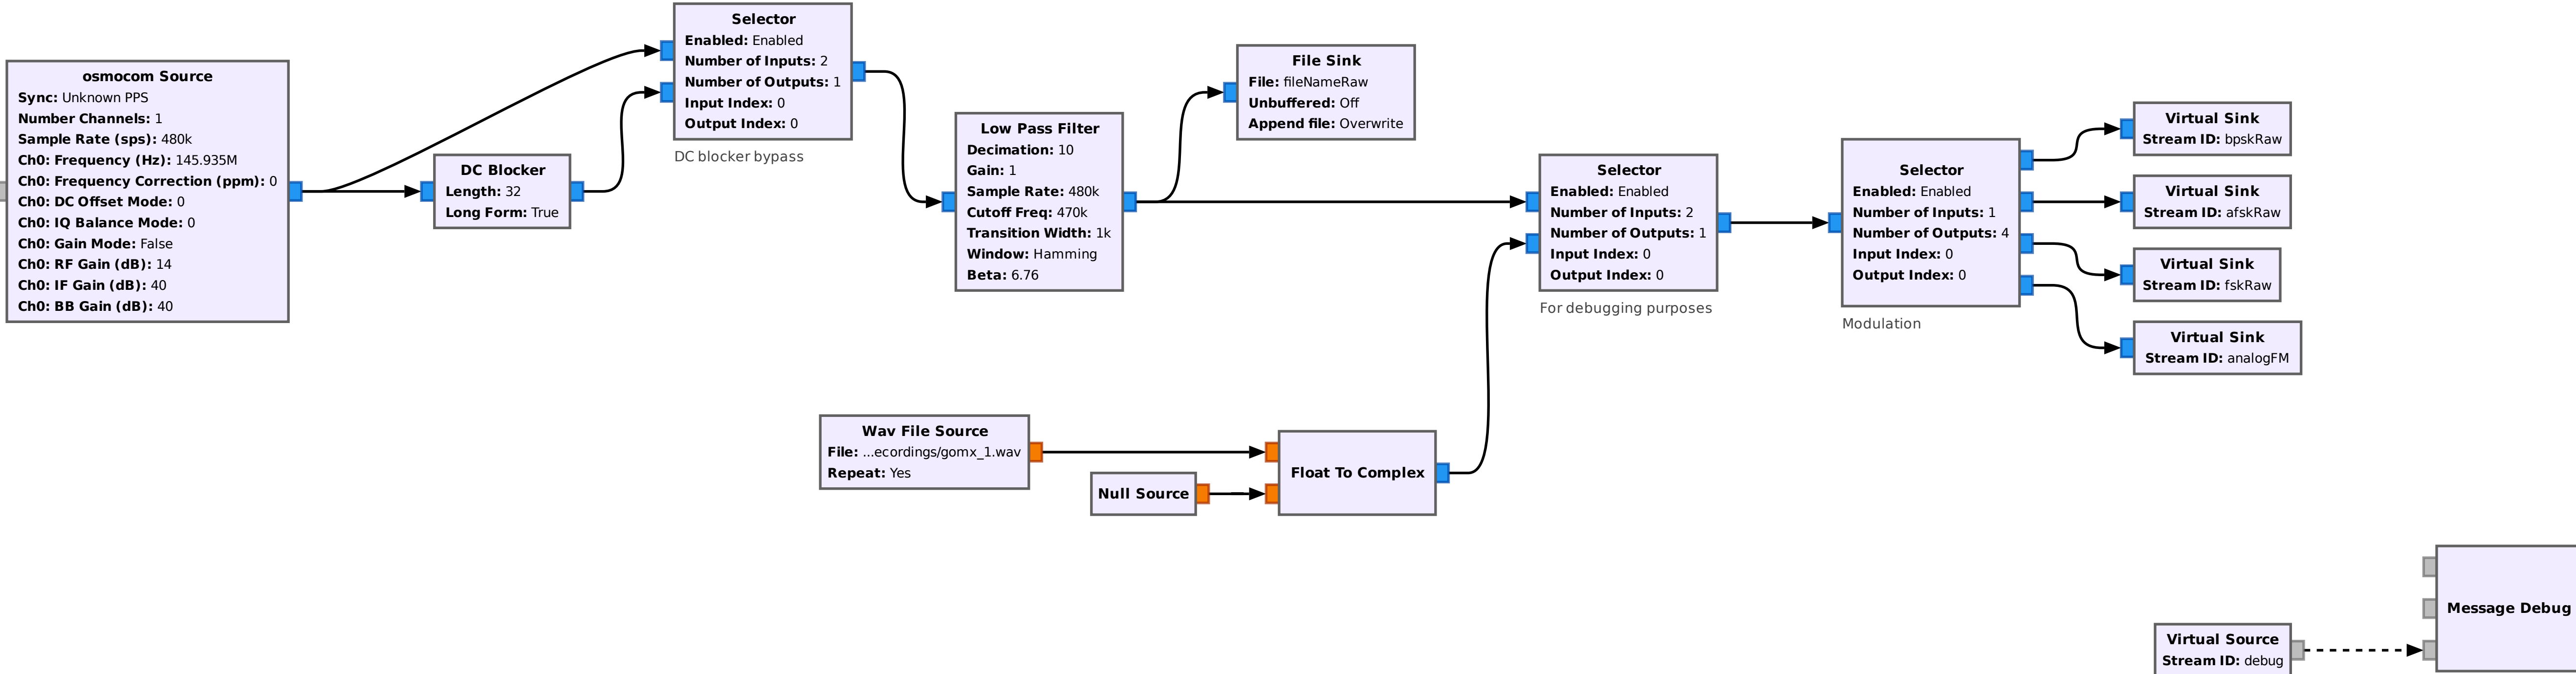 osmocom Source
Sync: Unknown PPS
Number Channels: 1
Sample Rate (sps): 480k
Ch0: Frequency (Hz): 145.935M
Ch0: Frequency Correction (ppm): 0
Ch0: DC Offset Mode: 0
Ch0: IQ Balance Mode: 0
Ch0: Gain Mode: False
Ch0: RF Gain (dB): 14
Ch0: IF Gain (dB): 40
Ch0: BB Gain (dB): 40
DC Blocker
Length: 32
Long Form: True
Selector
Enabled: Enabled
Number of Inputs: 2
Number of Outputs: 1
Input Index: 0
Output Index: 0
DC blocker bypass
Low Pass Filter
Decimation: 10
Gain: 1
Sample Rate: 480k
Cutoff Freq: 470k
Transition Width: 1k
Window: Hamming
Beta: 6.76
File Sink
File: fileNameRaw
Unbuffered: Off
Append file: Overwrite
Selector
Enabled: Enabled
Number of Inputs: 2
Number of Outputs: 1
Input Index: 0
Output Index: 0
For debugging purposes
Selector
Enabled: Enabled
Number of Inputs: 1
Number of Outputs: 4
Input Index: 0
Output Index: 0
Modulation
Virtual Sink
Stream ID: bpskRaw
Virtual Sink
Stream ID: afskRaw
Virtual Sink
Stream ID: fskRaw
Virtual Sink
Stream ID: analogFM
Wav File Source
File: ...ecordings/gomx_1.wav
Repeat: Yes
Null Source
Float To Complex
Virtual Source
Stream ID: debug
Message Debug